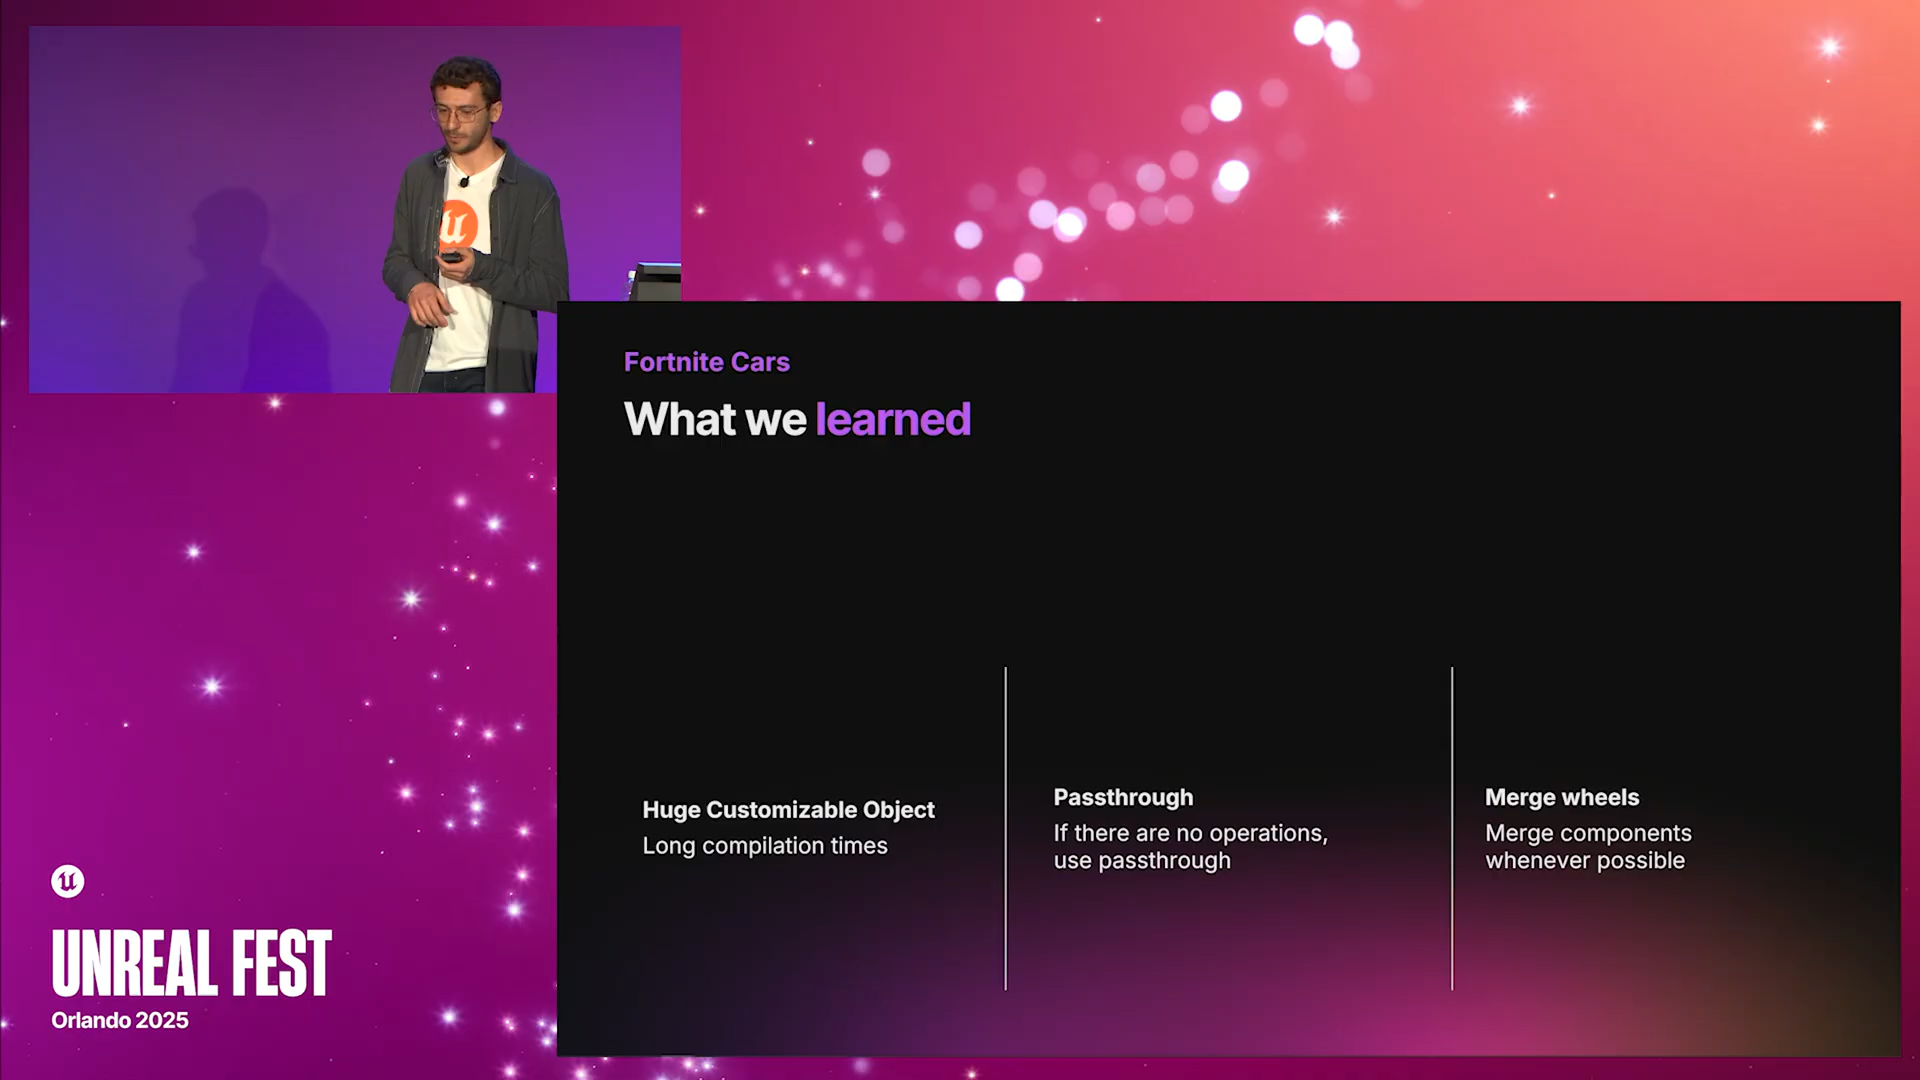 Fortnite Cars
What we learned
Huge Customizable Object
Long compilation times
Passthrough
If there are no operations,
use passthrough
Merge wheels
Merge components
whenever possible
UNREAL FEST
Orlando 2025